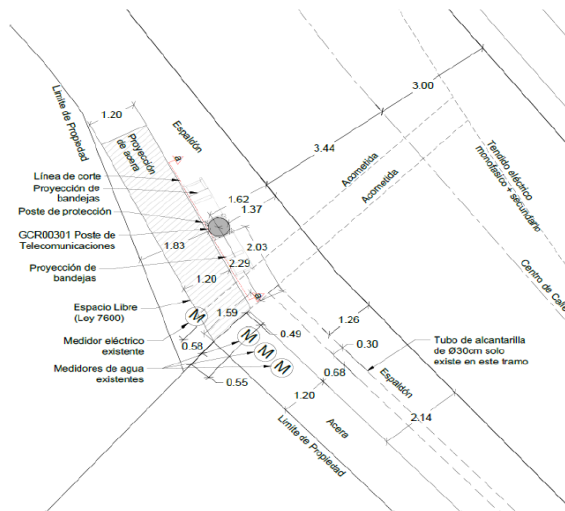 3.00
1.20
Límite de Propiedad
Espaldón
Proyección
de acera
3.44
Tendido eléctrico
monofasico + secundario
Línea de corte
a
Acometida
Proyección de
bandejas
1.62
Acometida
Poste de protección
1.37
GCR00301 Poste de
Telecomunicaciones
1.83
2.03
Centro de Calle
Proyección de
bandejas
2.29
1.20
a
Espacio Libre
(Ley 7600)
M
1.59
1.26
Medidor eléctrico
existente
0.49
M
0.30
Tubo de alcantarilla
de Ø30cm solo
existe en este tramo
0.58
M
Medidores de agua
existentes
M
0.68
Espaldón
0.55
1.20
2.14
Acera
Limite de Propiedad